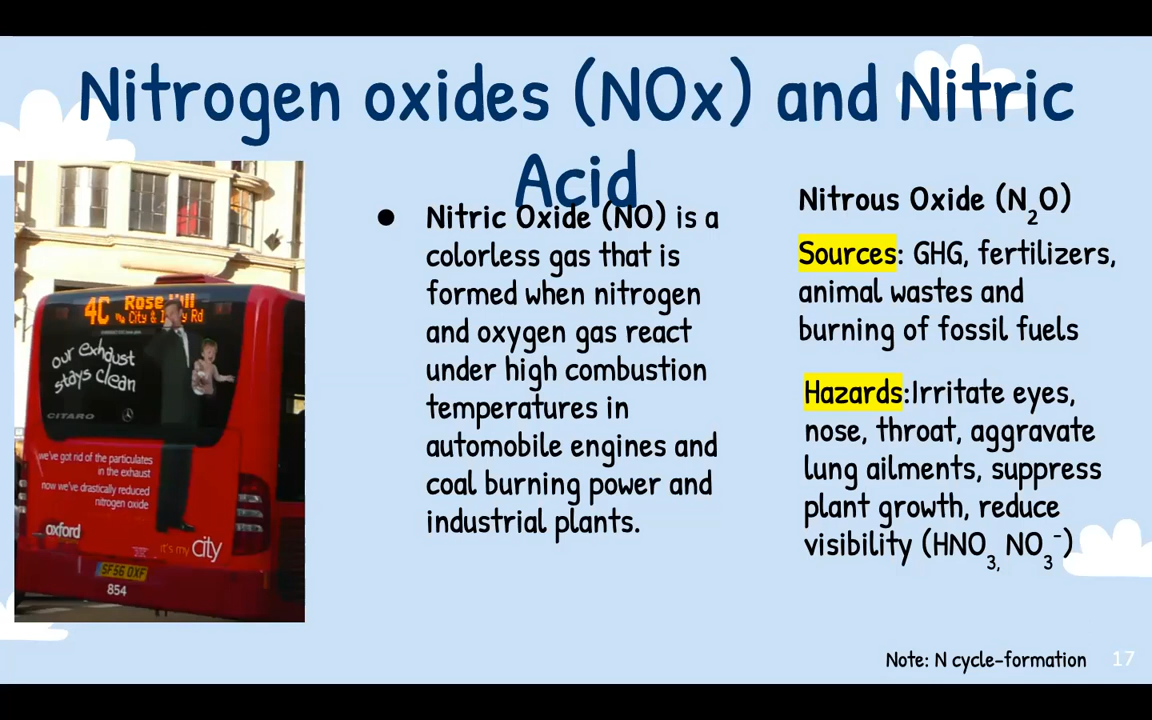 Nitrogen oxides (NOx) and Nitric
Acid
4C Rose Hill
City & I
Rd
our exhaust
stays clean
CITARO
we've got rid of the particulates
in the exhaust
now we've drastically reduced
nitrogen oxide
oxford
it's my city
SF56 OXF
854
● Nitric Oxide (NO) is a
colorless gas that is
formed when nitrogen
and oxygen gas react
under high combustion
temperatures in
automobile engines and
coal burning power and
industrial plants.
Nitrous Oxide (N₂O)
Sources: GHG, fertilizers,
animal wastes and
burning of fossil fuels
Hazards:Irritate eyes,
nose, throat, aggravate
lung ailments, suppress
plant growth, reduce
visibility (HNO₃, NO₃⁻)
Note: N cycle-formation
17